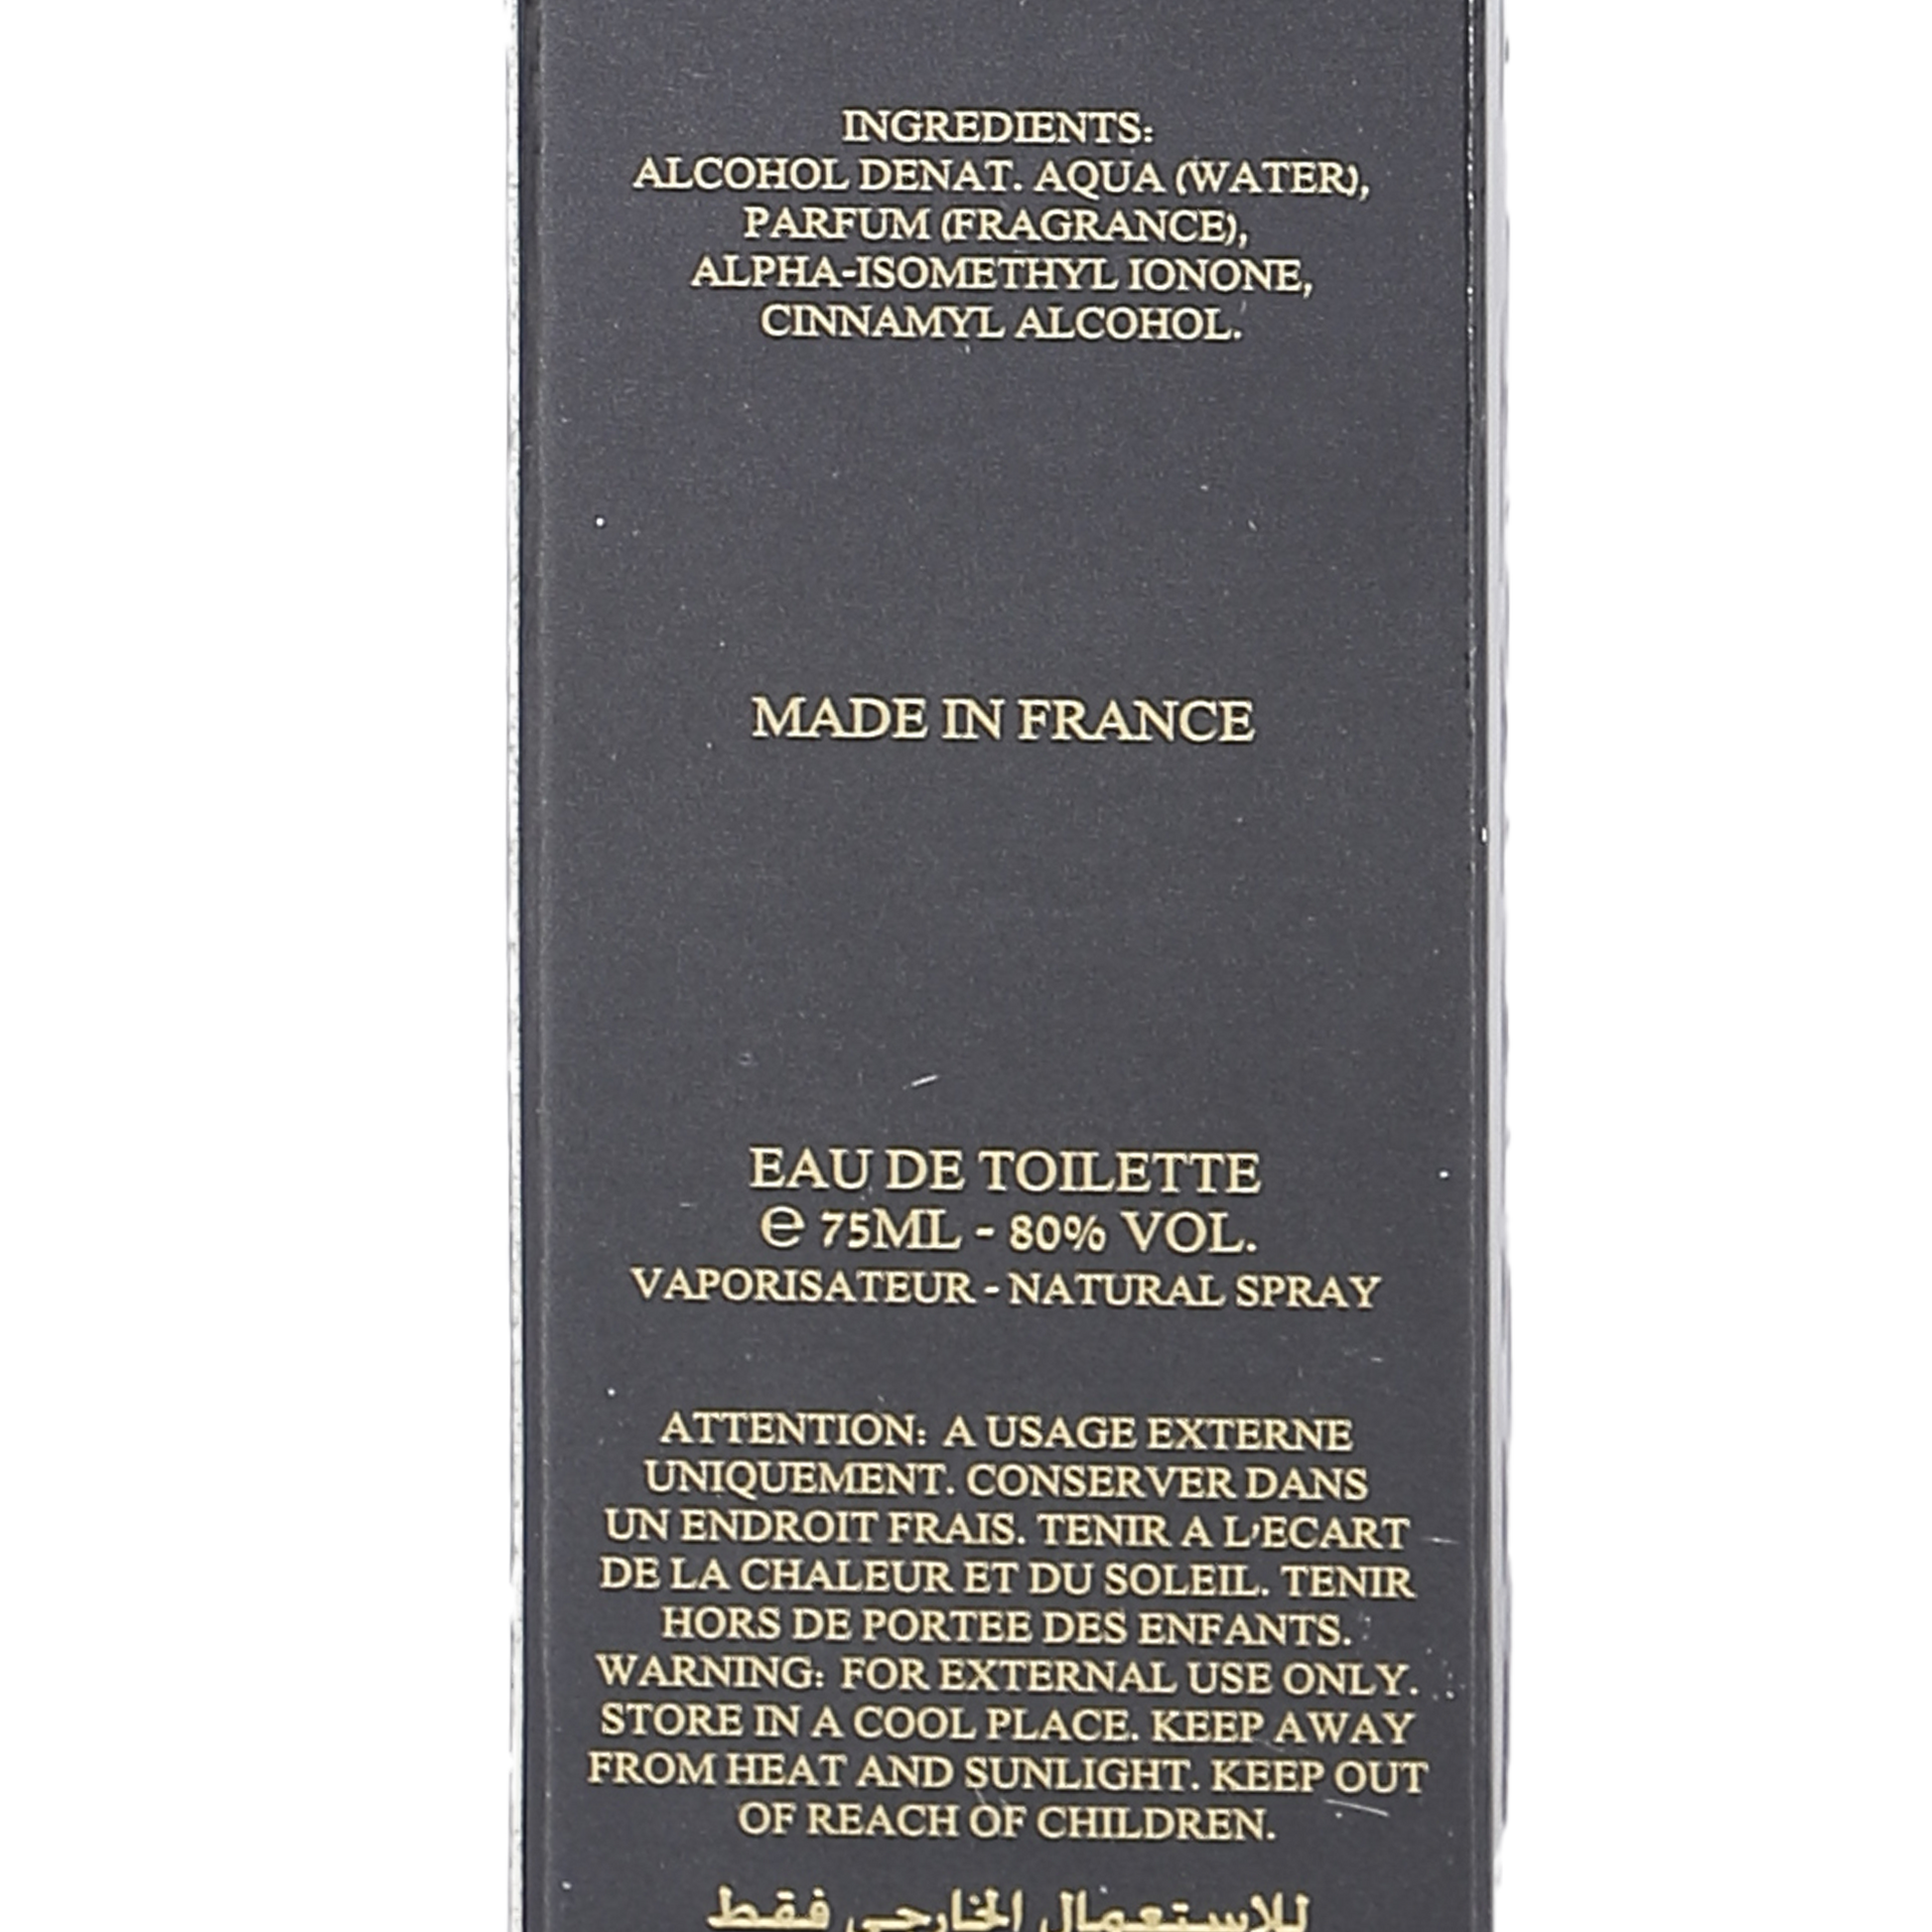 INGREDIENTS:
ALCOHOL DENAT. AQUA (WATER),
PARFUM (FRAGRANCE),
ALPHA-ISOMETHYL IONONE,
CINNAMYL ALCOHOL.
MADE IN FRANCE
EAU DE TOILETTE
℮ 75ML - 80% VOL.
VAPORISATEUR - NATURAL SPRAY
ATTENTION: A USAGE EXTERNE
UNIQUEMENT. CONSERVER DANS
UN ENDROIT FRAIS. TENIR A L'ECART
DE LA CHALEUR ET DU SOLEIL. TENIR
HORS DE PORTEE DES ENFANTS.
WARNING: FOR EXTERNAL USE ONLY.
STORE IN A COOL PLACE. KEEP AWAY
FROM HEAT AND SUNLIGHT. KEEP OUT
OF REACH OF CHILDREN.
للإستعمال الخارجي فقط